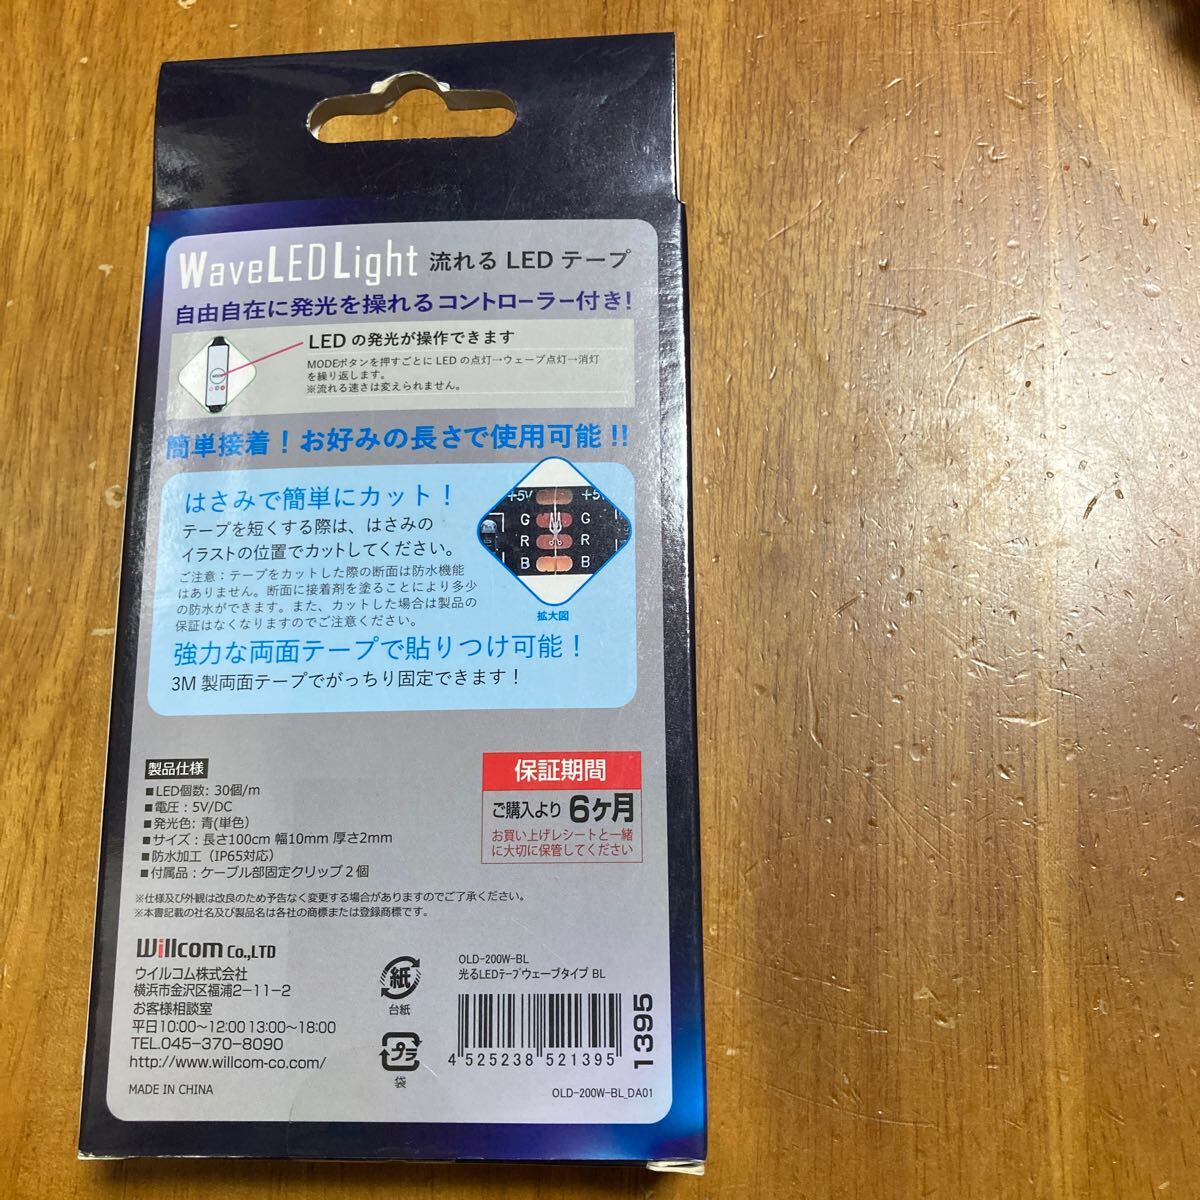 WaveLEDLight 流れる LED テープ
自由自在に発光を操れるコントローラー付き!
LED の発光が操作できます
MODEボタンを押すごとに LED の点灯→ウェーブ点灯→消灯
を繰り返します。
※流れる速さは変えられません。
MODE
簡単接着!お好みの長さで使用可能!!
はさみで簡単にカット!
テープを短くする際は、はさみの
イラストの位置でカットしてください。
ご注意:テープをカットした際の断面は防水機能
はありません。断面に接着剤を塗ることにより多少
の防水ができます。また、カットした場合は製品の
保証はなくなりますのでご注意ください。
+5V +5V
G G
R R
B B
拡大図
強力な両面テープで貼りつけ可能!
3M 製両面テープでがっちり固定できます!
製品仕様
■LED個数: 30個/m
■電圧:5V/DC
■発光色: 青(単色)
■サイズ:長さ100cm 幅10mm 厚さ2mm
■防水加工(IP65対応)
■付属品:ケーブル部固定クリップ2個
保証期間
ご購入より 6ヶ月
お買い上げレシートと一緒
に大切に保管してください
※仕様及び外観は改良のため予告なく変更する場合がありますのでご了承ください。
※本書記載の社名及び製品名は各社の商標または登録商標です。
Willcom Co.,LTD
ウイルコム株式会社
横浜市金沢区福浦2-11-2
お客様相談室
平日10:00~12:00 13:00~18:00
TEL.045-370-8090
http://www.willcom-co.com/
MADE IN CHINA
紙
台紙
プラ
袋
OLD-200W-BL
光るLEDテープウェーブタイプ BL
4 525238 521395
1395
OLD-200W-BL_DA01